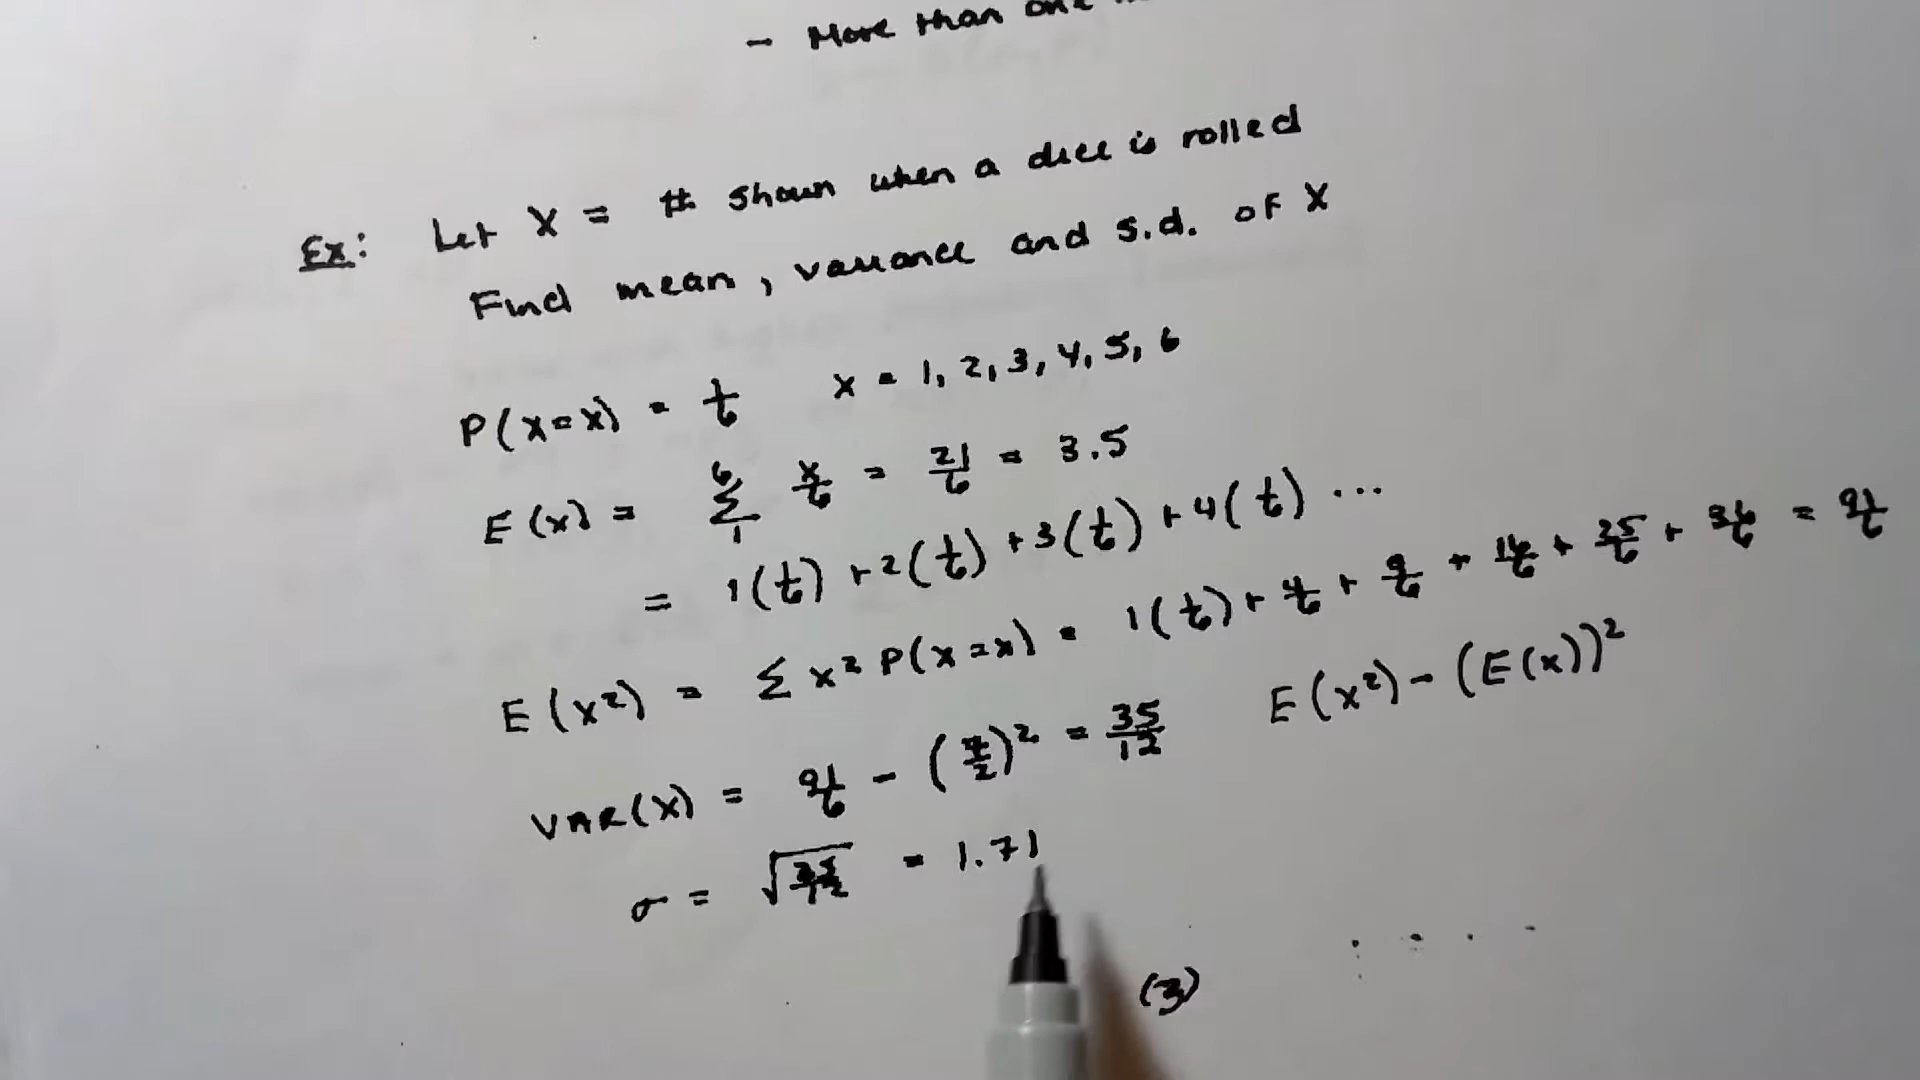 - More than one
Ex: Let X = # shown when a dice is rolled
Find mean, variance and s.d. of X
P(X=x) = 1/6 x = 1, 2, 3, 4, 5, 6
E(x) = 6 Σ 1 x/6 = 21/6 = 3.5
= 1(1/6) + 2(1/6) + 3(1/6) + 4(1/6) ...
E(x²) = Σ x² P(x=x) = 1(1/6) + 4/6 + 9/6 + 16/6 + 25/6 + 36/6 = 91/6
VAR(X) = 91/6 - (7/2)² = 35/12 E(x²) - (E(x))²
σ = √35/12 = 1.71
(3)